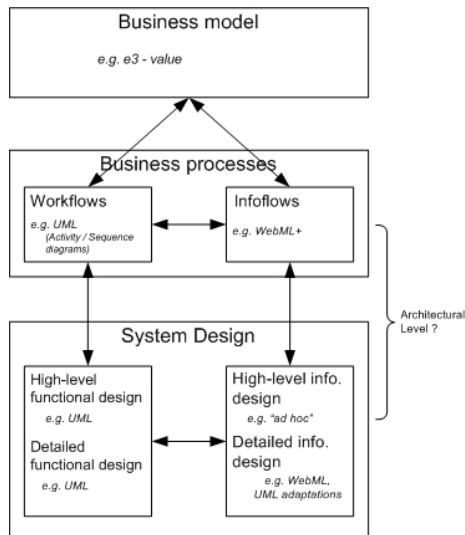 Business model
e.g. e3 - value
Business processes
Workflows
e.g. UML
(Activity / Sequence
diagrams)
Infoflows
e.g. WebML+
Architectural
Level ?
System Design
High-level
functional design
e.g. UML
Detailed
functional design
e.g. UML
High-level info.
design
e.g. “ad hoc”
Detailed info.
design
e.g. WebML,
UML adaptations